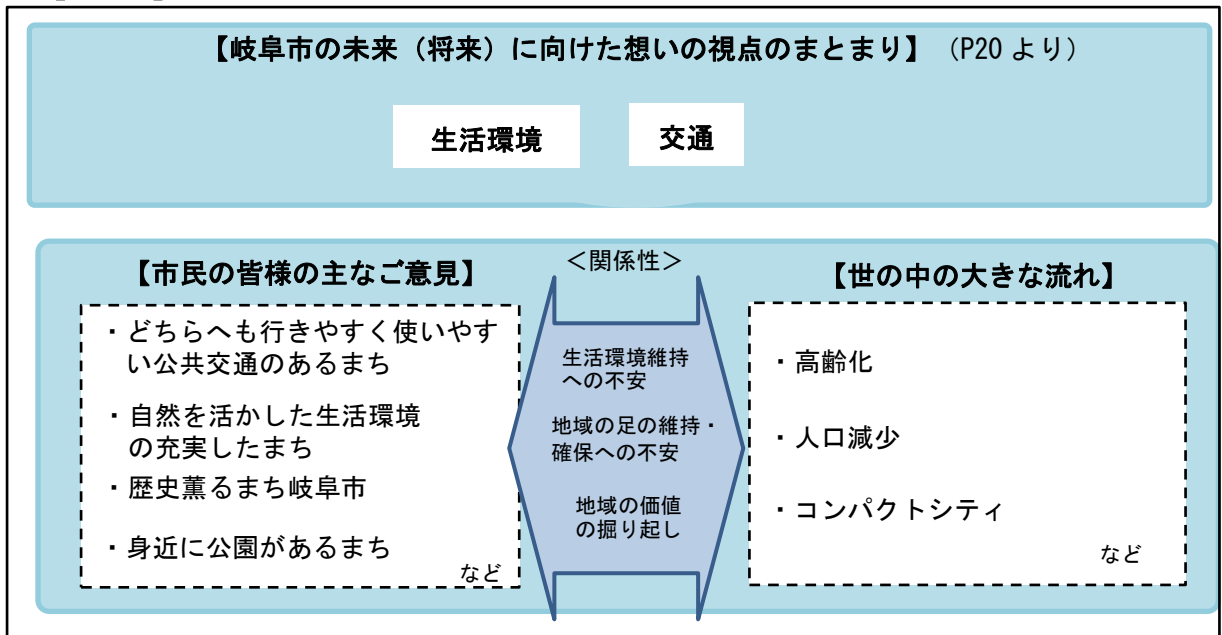 【岐阜市の未来（将来）に向けた想いの視点のまとまり】（P20 より）
生活環境
交通
【市民の皆様の主なご意見】
・どちらへも行きやすく使いやす
い公共交通のあるまち
・自然を活かした生活環境
の充実したまち
・歴史薫るまち岐阜市
・身近に公園があるまち
など
＜関係性＞
生活環境維持
への不安
地域の足の維持・
確保への不安
地域の価値
の掘り起し
【世の中の大きな流れ】
・高齢化
・人口減少
・コンパクトシティ
など